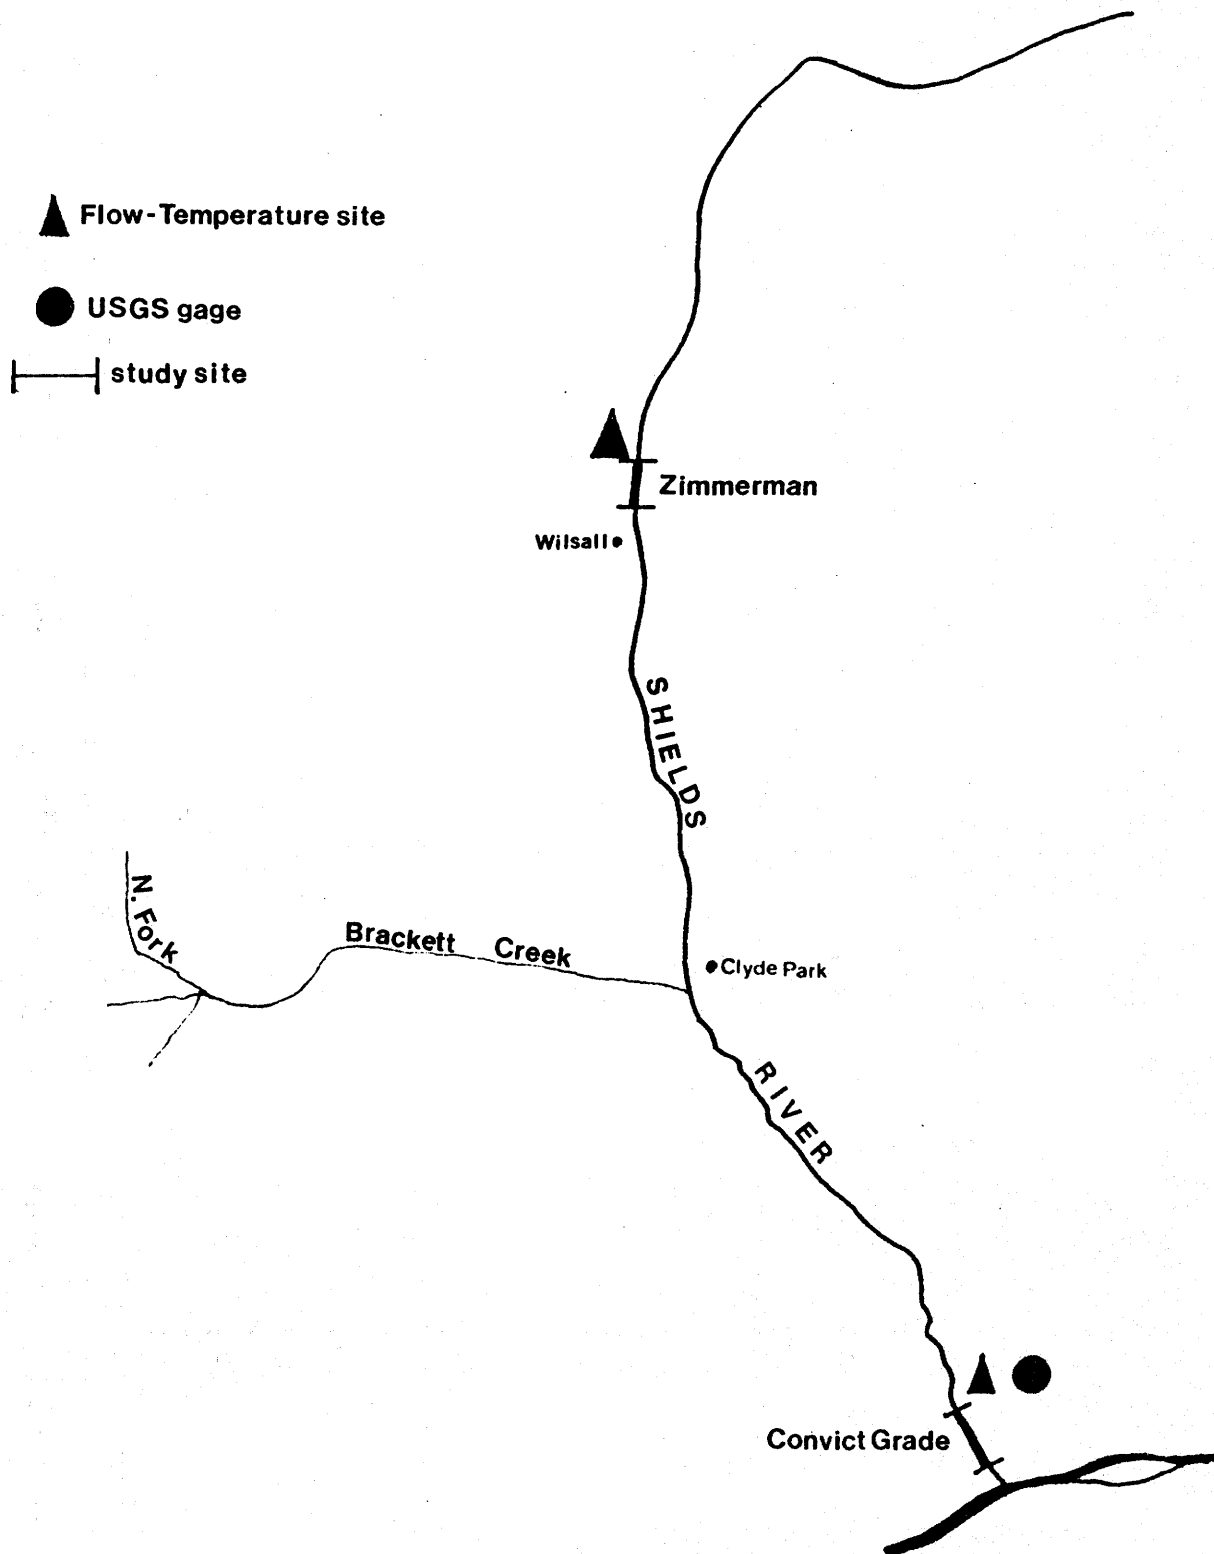 Flow-Temperature site
USGS gage
study site
Zimmerman
Wilsall
SHIELDS
N. Fork
Brackett Creek
Clyde Park
RIVER
Convict Grade